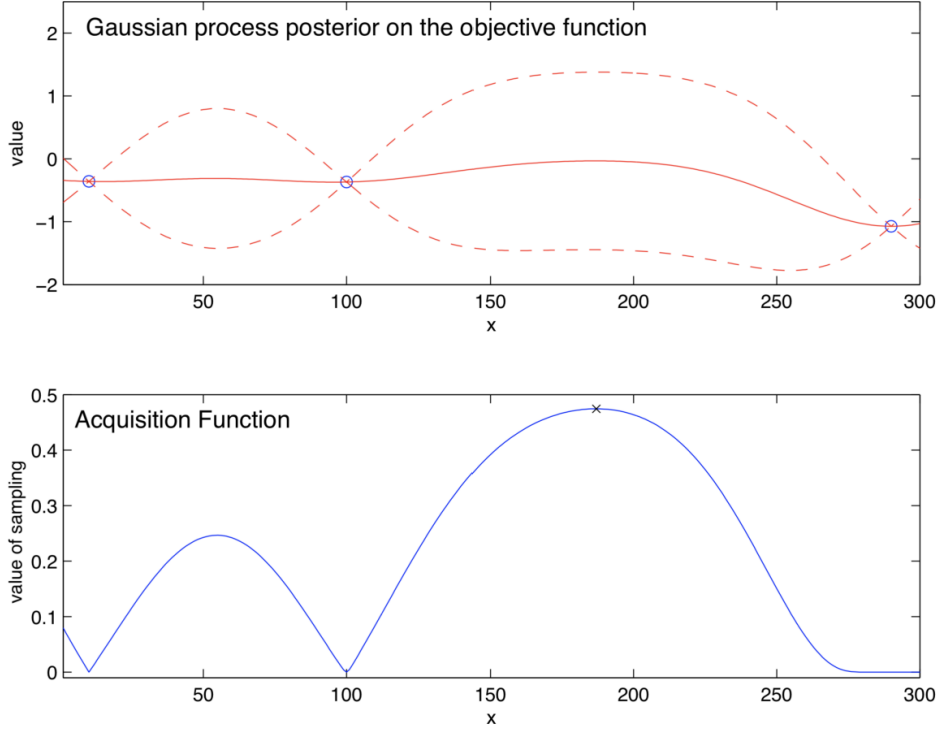 Gaussian process posterior on the objective function
2
1
0
−1
−2
value
50 100 150 200 250 300
x
Acquisition Function
0.5
0.4
0.3
0.2
0.1
0
value of sampling
50 100 150 200 250 300
x